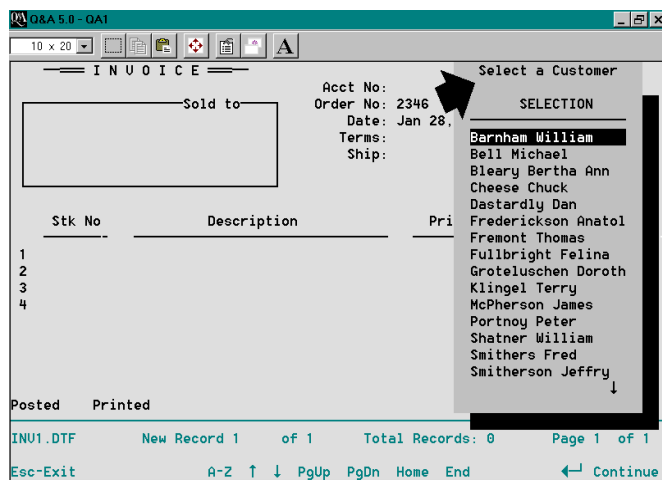 Q&A 5.0 - QA1
10 x 20
A
INVOICE
Select a Customer
Acct No:
Sold to
Order No: 2346
SELECTION
Date: Jan 28,
Terms:
Ship:
Barnham William
Bell Michael
Bleary Bertha Ann
Cheese Chuck
Dastardly Dan
Frederickson Anatol
Fremont Thomas
Fullbright Felina
Groteluschen Doroth
Klingel Terry
McPherson James
Portnoy Peter
Shatner William
Smithers Fred
Smitherson Jeffry
↓
Stk No Description Pri
1
2
3
4
Posted Printed
INV1.DTF New Record 1 of 1 Total Records: 0 Page 1 of 1
Esc-Exit A-Z ↑ ↓ PgUp PgDn Home End ↵ Continue